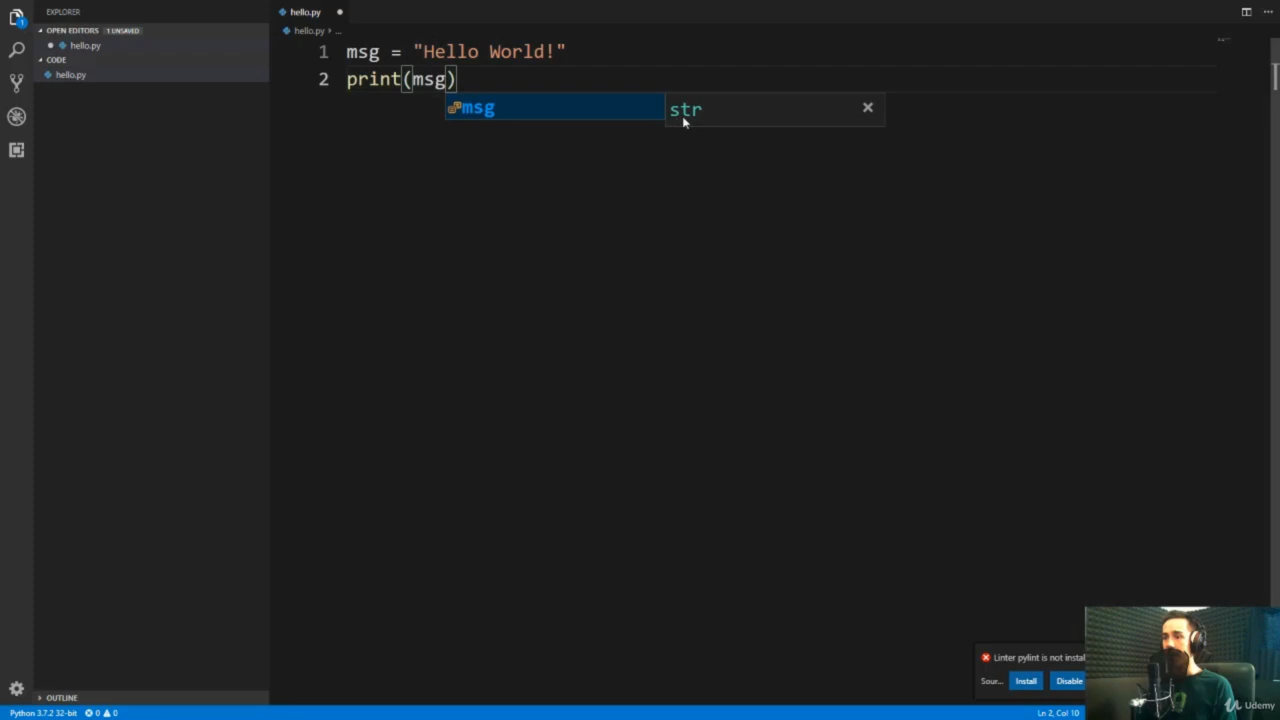 EXPLORER
OPEN EDITORS 1 UNSAVED
hello.py
CODE
hello.py
OUTLINE
hello.py
hello.py › ...
1 msg = "Hello World!"
2 print(msg)
msg
str
1
Linter pylint is not instal
Sour... Install Disable
Python 3.7.2 32-bit 0 0
Ln 2, Col 10
Udemy